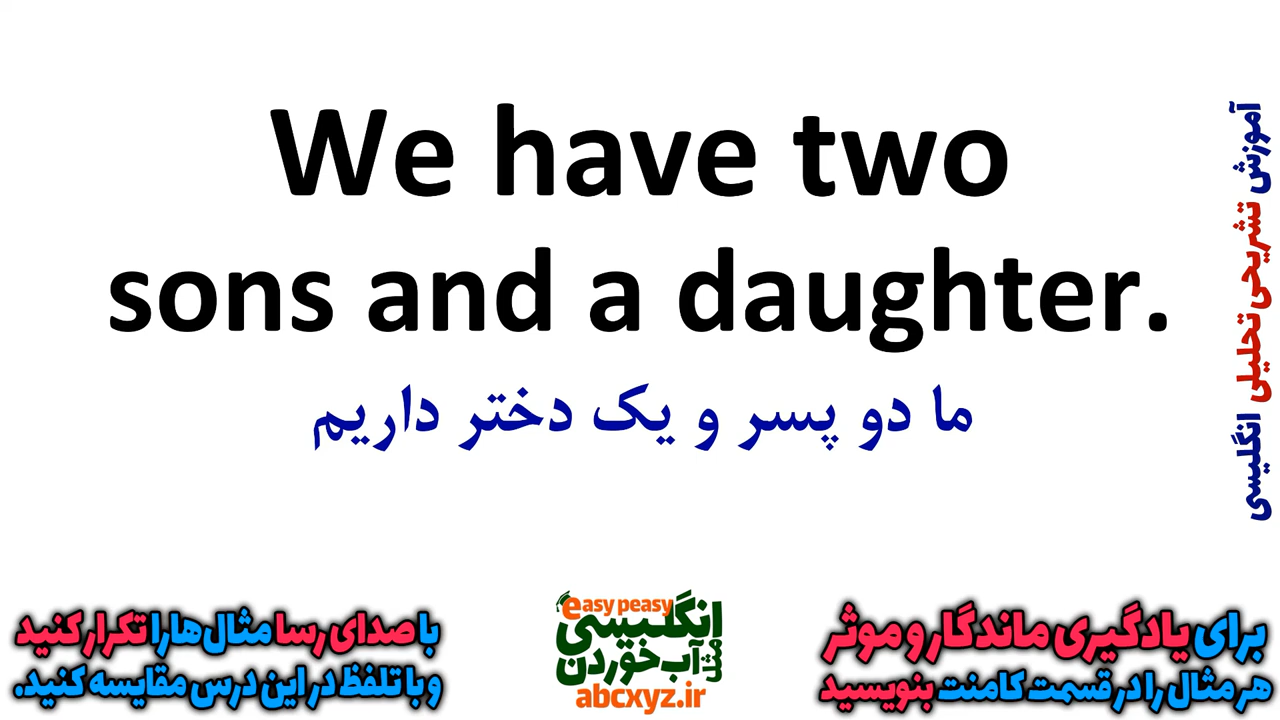 We have two
sons and a daughter.
ما دو پسر و یک دختر داریم
آموزش تشریحی تحلیلی انگلیسی
برای یادگیری ماندگار و موثر
هر مثال را در قسمت کامنت بنویسید
easy peasy
انگلیسی
مثل آب خوردن
abcxyz.ir
با صدای رسا مثال‌ها را تکرار کنید
و با تلفظ در این درس مقایسه کنید.